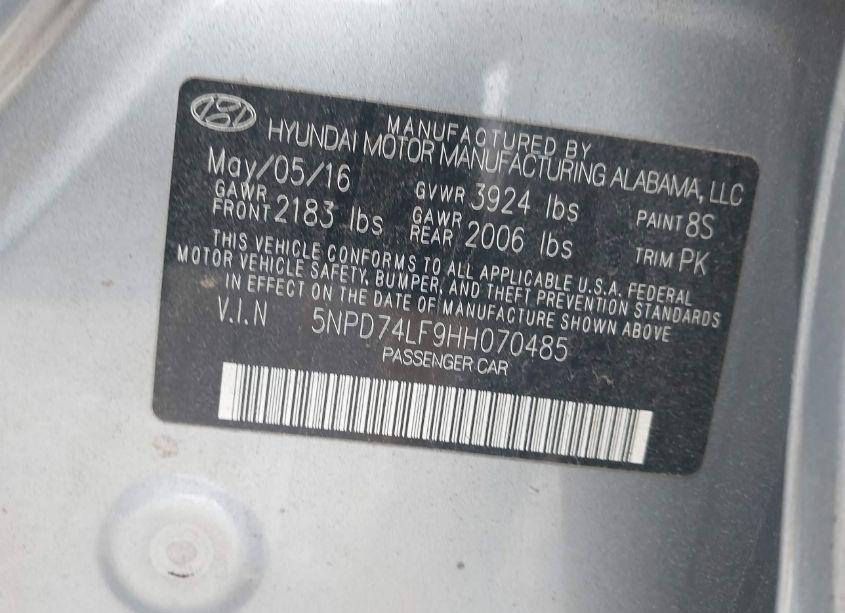 MANUFACTURED BY
HYUNDAI MOTOR MANUFACTURING ALABAMA, LLC
May/05/16 GVWR 3924 lbs PAINT 8S
GAWR FRONT 2183 lbs GAWR REAR 2006 lbs TRIM PK
THIS VEHICLE CONFORMS TO ALL APPLICABLE U.S.A. FEDERAL
MOTOR VEHICLE SAFETY, BUMPER, AND THEFT PREVENTION STANDARDS
IN EFFECT ON THE DATE OF MANUFACTURE SHOWN ABOVE
V.I.N 5NPD74LF9HH070485
PASSENGER CAR